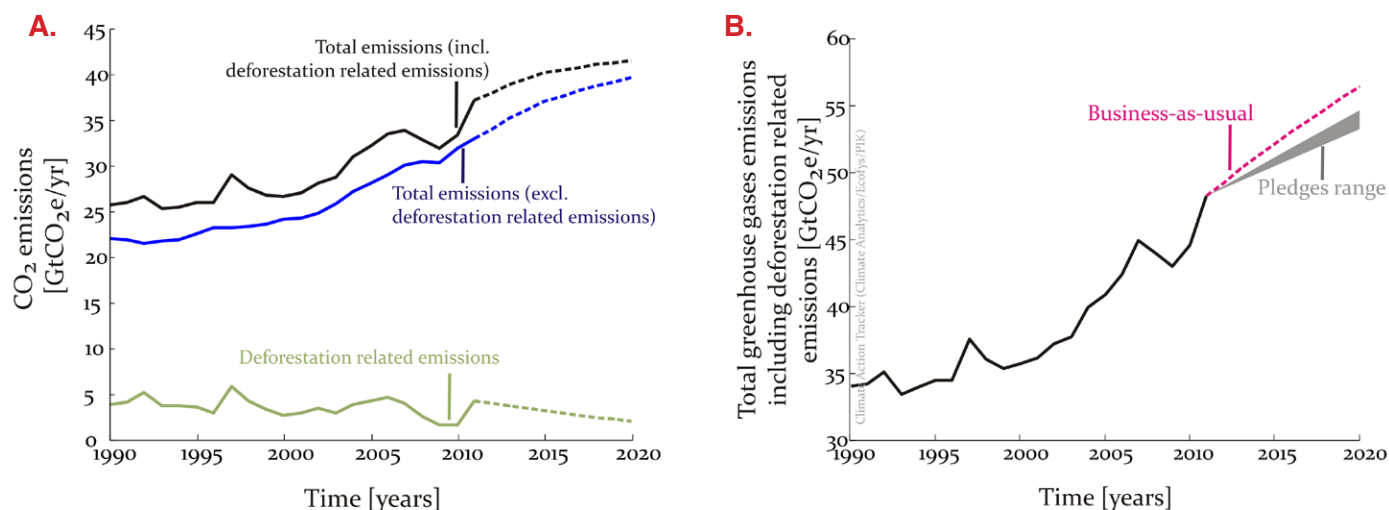 A.
45
40
35
30
25
20
15
10
5
0
CO₂ emissions
[GtCO₂e/yr]
Total emissions (incl.
deforestation related emissions)
Total emissions (excl.
deforestation related emissions)
Deforestation related emissions
1990 1995 2000 2005 2010 2015 2020
Time [years]
B.
60
55
50
45
40
35
30
Total greenhouse gases emissions
including deforestation related
emissions [GtCO₂e/yr]
Climate Action Tracker (Climate Analytics/Ecofys/PIK)
Business-as-usual
Pledges range
1990 1995 2000 2005 2010 2015 2020
Time [years]